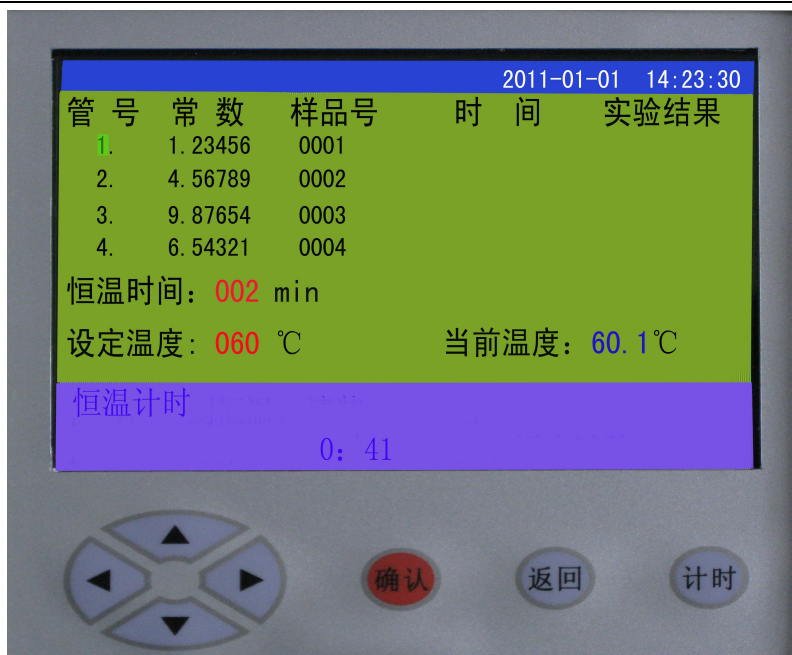 2011-01-01 14:23:30
管 号 常 数 样品号 时 间 实验结果
1. 1.23456 0001
2. 4.56789 0002
3. 9.87654 0003
4. 6.54321 0004
恒温时间：002 min
设定温度：060 ℃ 当前温度：60.1℃
恒温计时
0：41
确认 返回 计时